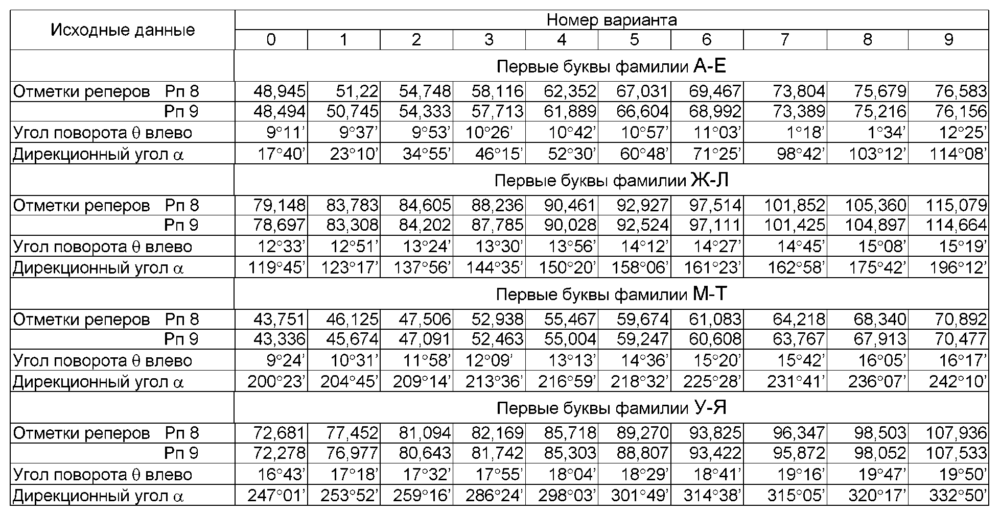 Исходные данные Номер варианта
0 1 2 3 4 5 6 7 8 9
Первые буквы фамилии А-Е
Отметки реперов Рп 8 48,945 51,22 54,748 58,116 62,352 67,031 69,467 73,804 75,679 76,583
Рп 9 48,494 50,745 54,333 57,713 61,889 66,604 68,992 73,389 75,216 76,156
Угол поворота θ влево 9°11’ 9°37’ 9°53’ 10°26’ 10°42’ 10°57’ 11°03’ 1°18’ 1°34’ 12°25’
Дирекционный угол α 17°40’ 23°10’ 34°55’ 46°15’ 52°30’ 60°48’ 71°25’ 98°42’ 103°12’ 114°08’
Первые буквы фамилии Ж-Л
Отметки реперов Рп 8 79,148 83,783 84,605 88,236 90,461 92,927 97,514 101,852 105,360 115,079
Рп 9 78,697 83,308 84,202 87,785 90,028 92,524 97,111 101,425 104,897 114,664
Угол поворота θ влево 12°33’ 12°51’ 13°24’ 13°30’ 13°56’ 14°12’ 14°27’ 14°45’ 15°08’ 15°19’
Дирекционный угол α 119°45’ 123°17’ 137°56’ 144°35’ 150°20’ 158°06’ 161°23’ 162°58’ 175°42’ 196°12’
Первые буквы фамилии М-Т
Отметки реперов Рп 8 43,751 46,125 47,506 52,938 55,467 59,674 61,083 64,218 68,340 70,892
Рп 9 43,336 45,674 47,091 52,463 55,004 59,247 60,608 63,767 67,913 70,477
Угол поворота θ влево 9°24’ 10°31’ 11°58’ 12°09’ 13°13’ 14°36’ 15°20’ 15°42’ 16°05’ 16°17’
Дирекционный угол α 200°23’ 204°45’ 209°14’ 213°36’ 216°59’ 218°32’ 225°28’ 231°41’ 236°07’ 242°10’
Первые буквы фамилии У-Я
Отметки реперов Рп 8 72,681 77,452 81,094 82,169 85,718 89,270 93,825 96,347 98,503 107,936
Рп 9 72,278 76,977 80,643 81,742 85,303 88,807 93,422 95,872 98,052 107,533
Угол поворота θ влево 16°43’ 17°18’ 17°32’ 17°55’ 18°04’ 18°29’ 18°41’ 19°16’ 19°47’ 19°50’
Дирекционный угол α 247°01’ 253°52’ 259°16’ 286°24’ 298°03’ 301°49’ 314°38’ 315°05’ 320°17’ 332°50’